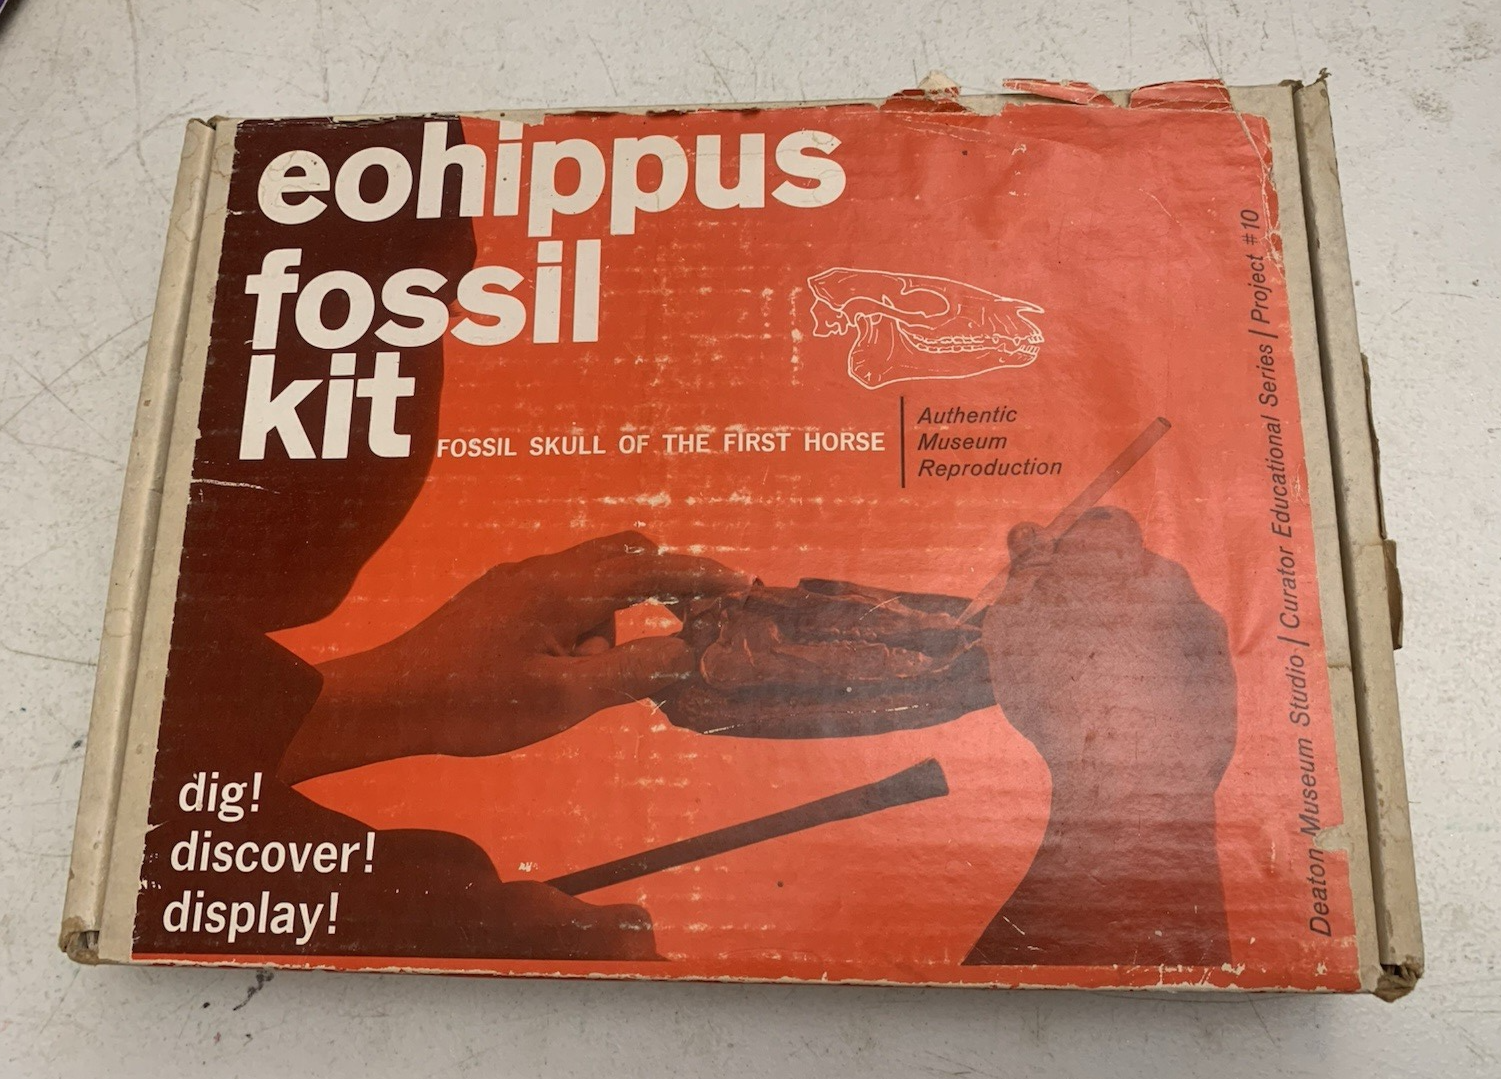 eohippus
fossil
kit
FOSSIL SKULL OF THE FIRST HORSE
Authentic
Museum
Reproduction
dig!
discover!
display!
Deaton Museum Studio | Curator Educational Series | Project #10